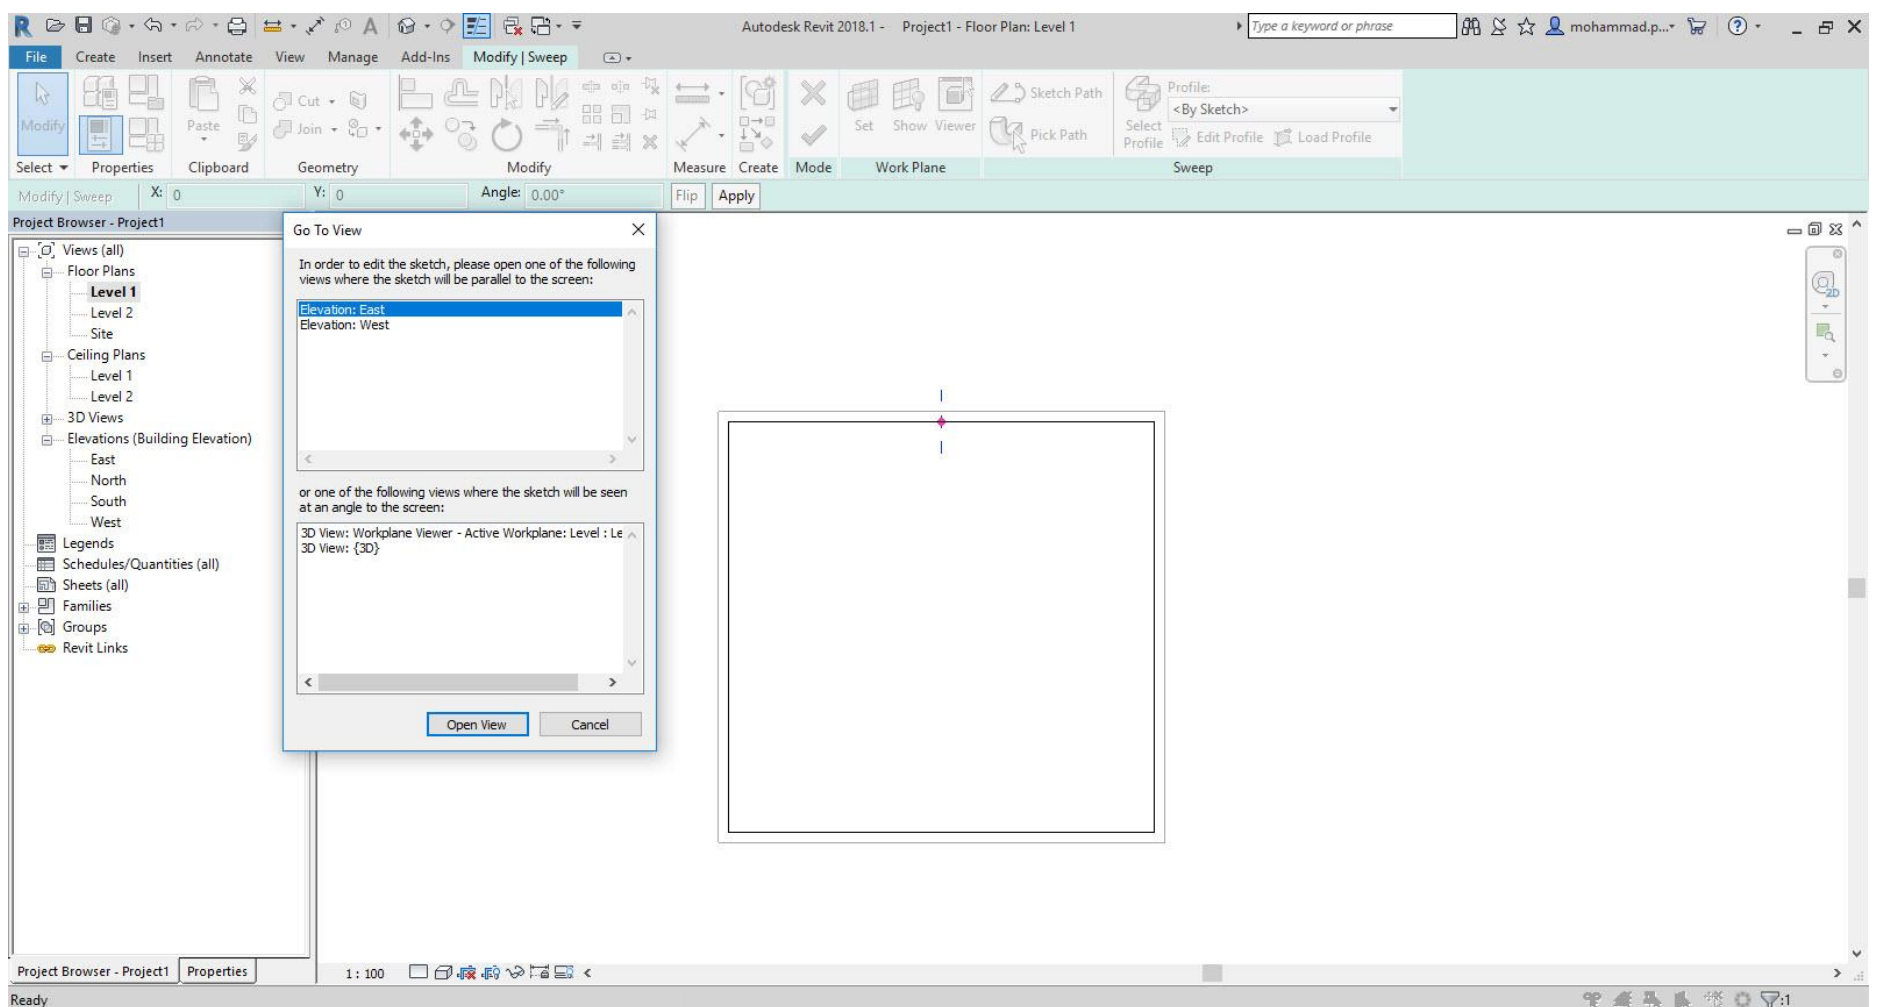 Autodesk Revit 2018.1 - Project1 - Floor Plan: Level 1
Type a keyword or phrase
mohammad.p...
File Create Insert Annotate View Manage Add-Ins Modify | Sweep
Modify
Paste
Cut
Join
Set Show Viewer
Sketch Path
Pick Path
Select Profile
Profile:
<By Sketch>
Edit Profile Load Profile
Select Properties Clipboard Geometry Modify Measure Create Mode Work Plane Sweep
Modify | Sweep X: 0 Y: 0 Angle: 0.00° Flip Apply
Project Browser - Project1
Views (all)
Floor Plans
Level 1
Level 2
Site
Ceiling Plans
Level 1
Level 2
3D Views
Elevations (Building Elevation)
East
North
South
West
Legends
Schedules/Quantities (all)
Sheets (all)
Families
Groups
Revit Links
Go To View
In order to edit the sketch, please open one of the following
views where the sketch will be parallel to the screen:
Elevation: East
Elevation: West
or one of the following views where the sketch will be seen
at an angle to the screen:
3D View: Workplane Viewer - Active Workplane: Level : Le
3D View: {3D}
Open View Cancel
2D
Project Browser - Project1 Properties
1 : 100
Ready
:1